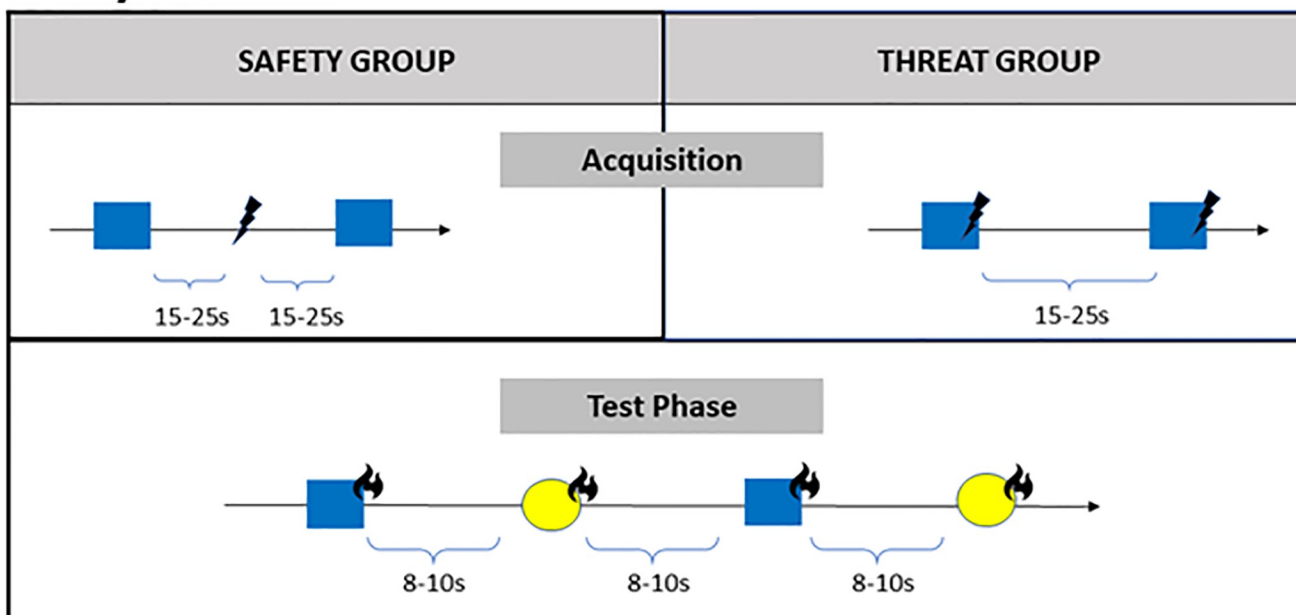 SAFETY GROUP
THREAT GROUP
Acquisition
15-25s
15-25s
15-25s
Test Phase
8-10s
8-10s
8-10s